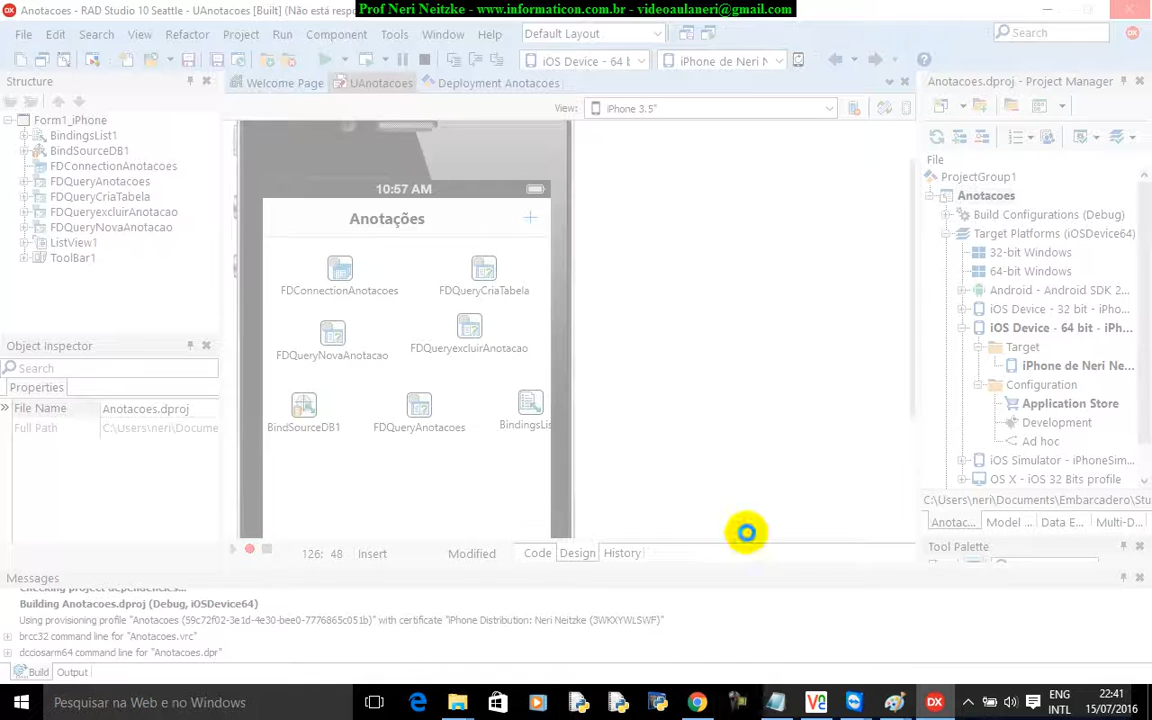 Anotacoes - RAD Studio 10 Seattle - UAnotacoes [Built] (Não está resp
Prof Neri Neitzke - www.informaticon.com.br - videoaulaneri@gmail.com
File Edit Search View Refactor Project Run Component Tools Window Help
Default Layout
Search
iOS Device - 64 b
iPhone de Neri N
Structure
Welcome Page
UAnotacoes
Deployment Anotacoes
Anotacoes.dproj - Project Manager
View:
iPhone 3.5"
Form1_iPhone
BindingsList1
BindSourceDB1
FDConnectionAnotacoes
FDQueryAnotacoes
FDQueryCriaTabela
FDQueryexcluirAnotacao
FDQueryNovaAnotacao
ListView1
ToolBar1
10:57 AM
Anotações
FDConnectionAnotacoes
FDQueryCriaTabela
FDQueryNovaAnotacao
FDQueryexcluirAnotacao
BindSourceDB1
FDQueryAnotacoes
BindingsLis
File
ProjectGroup1
Anotacoes
Build Configurations (Debug)
Target Platforms (iOSDevice64)
32-bit Windows
64-bit Windows
Android - Android SDK 2...
iOS Device - 32 bit - iPho...
iOS Device - 64 bit - iPh...
Target
iPhone de Neri Ne...
Configuration
Application Store
Development
Ad hoc
iOS Simulator - iPhoneSim...
OS X - iOS 32 Bits profile
C:\Users\neri\Documents\Embarcadero\Stu
Anotac...
Model ...
Data E...
Multi-D...
Tool Palette
Object Inspector
Search
Properties
File Name
Anotacoes.dproj
Full Path
C:\Users\neri\Docume
126: 48
Insert
Modified
Code
Design
History
Messages
Checking project dependencies...
Building Anotacoes.dproj (Debug, iOSDevice64)
Using provisioning profile "Anotacoes (59c72f02-3e1d-4e30-bee0-7776865c051b)" with certificate "iPhone Distribution: Neri Neitzke (3WKXYWLSWF)"
brcc32 command line for "Anotacoes.vrc"
dcciosarm64 command line for "Anotacoes.dpr"
Build
Output
Pesquisar na Web e no Windows
ENG
INTL
22:41
15/07/2016